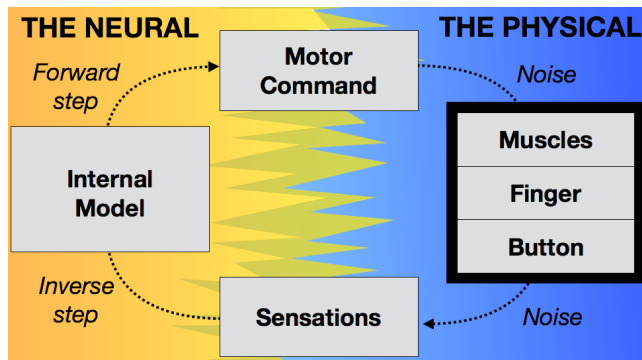 THE NEURAL
THE PHYSICAL
Forward
step
Motor
Command
Noise
Internal
Model
Muscles
Finger
Button
Inverse
step
Sensations
Noise